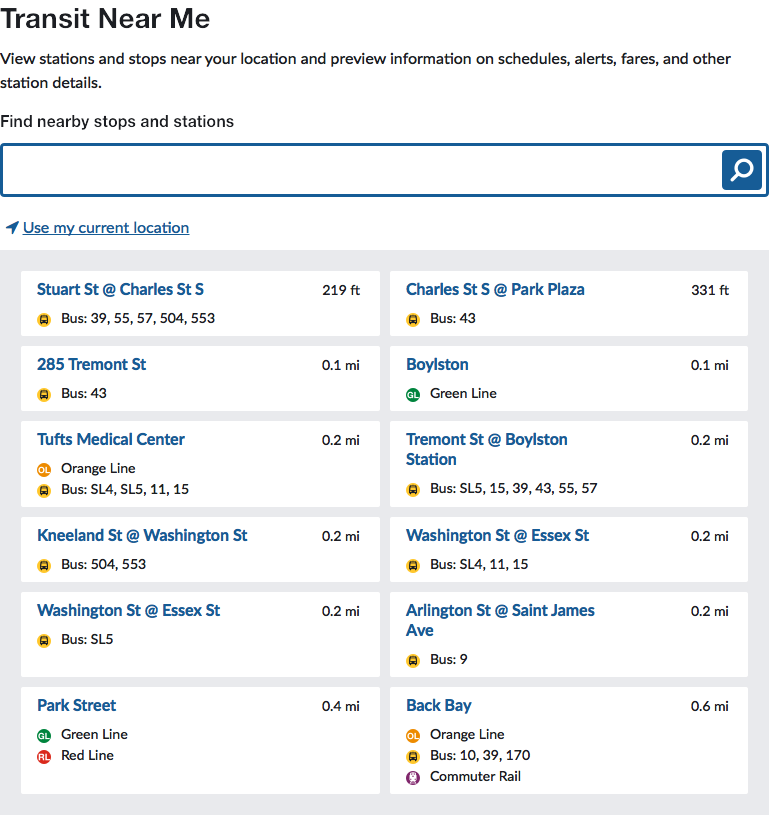 Transit Near Me
View stations and stops near your location and preview information on schedules, alerts, fares, and other
station details.
Find nearby stops and stations
Use my current location
Stuart St @ Charles St S 219 ft
Bus: 39, 55, 57, 504, 553
Charles St S @ Park Plaza 331 ft
Bus: 43
285 Tremont St 0.1 mi
Bus: 43
Boylston 0.1 mi
GL Green Line
Tufts Medical Center 0.2 mi
OL Orange Line
Bus: SL4, SL5, 11, 15
Tremont St @ Boylston 0.2 mi
Station
Bus: SL5, 15, 39, 43, 55, 57
Kneeland St @ Washington St 0.2 mi
Bus: 504, 553
Washington St @ Essex St 0.2 mi
Bus: SL4, 11, 15
Washington St @ Essex St 0.2 mi
Bus: SL5
Arlington St @ Saint James 0.2 mi
Ave
Bus: 9
Park Street 0.4 mi
GL Green Line
RL Red Line
Back Bay 0.6 mi
OL Orange Line
Bus: 10, 39, 170
Commuter Rail